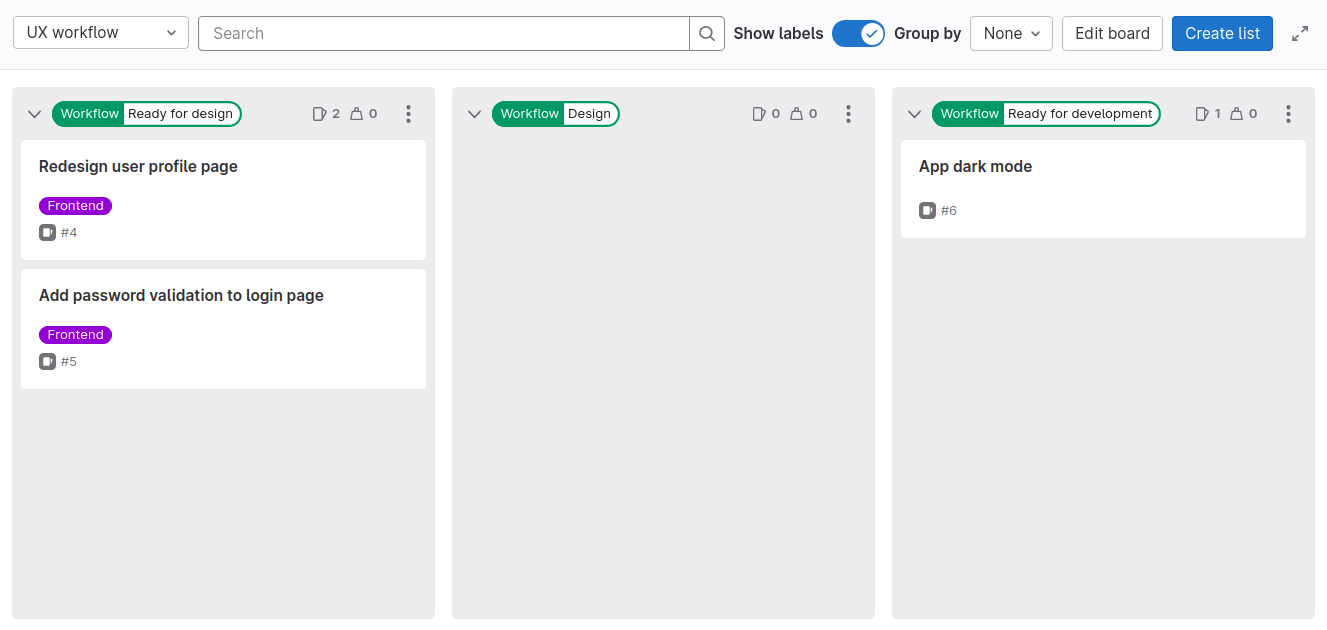 UX workflow Search Show labels Group by None Edit board Create list
Workflow Ready for design 2 0
Redesign user profile page
Frontend
#4
Add password validation to login page
Frontend
#5
Workflow Design 0 0
Workflow Ready for development 1 0
App dark mode
#6